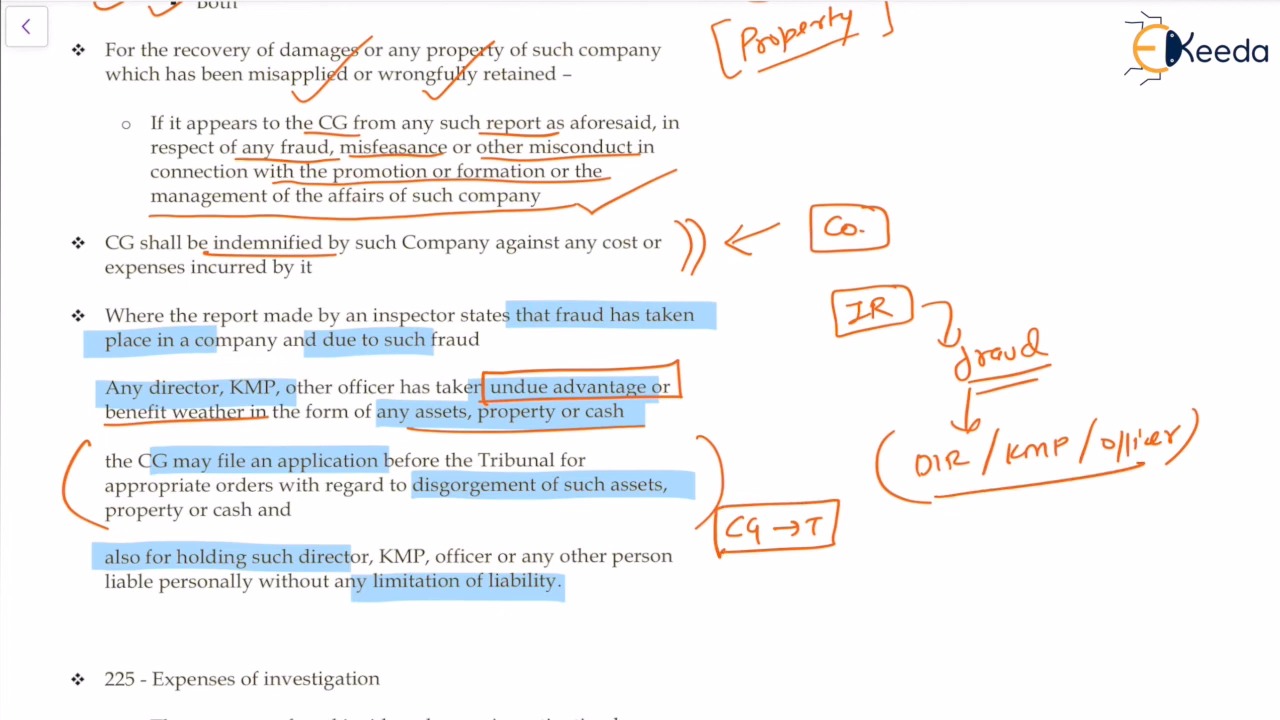 Both
[Property]
EKeeda
❖ For the recovery of damages or any property of such company
which has been misapplied or wrongfully retained –
o If it appears to the CG from any such report as aforesaid, in
respect of any fraud, misfeasance or other misconduct in
connection with the promotion or formation or the
management of the affairs of such company
❖ CG shall be indemnified by such Company against any cost or
expenses incurred by it
Co.
IR
fraud
DIR / KMP / Officer
❖ Where the report made by an inspector states that fraud has taken
place in a company and due to such fraud
Any director, KMP, other officer has taken undue advantage or
benefit weather in the form of any assets, property or cash
the CG may file an application before the Tribunal for
appropriate orders with regard to disgorgement of such assets,
property or cash and
CG → T
also for holding such director, KMP, officer or any other person
liable personally without any limitation of liability.
❖ 225 - Expenses of investigation